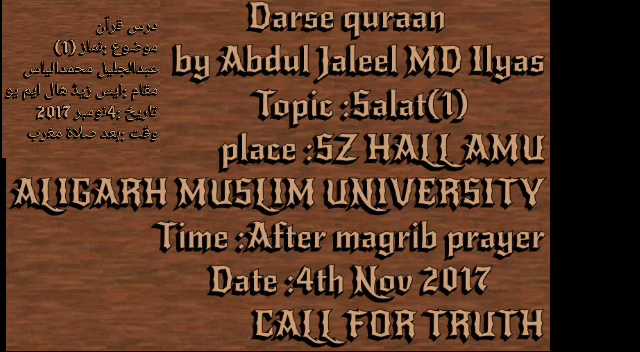 درس قرآن
موضوع :نماز (1)
عبدالجلیل محمدالیاس
مقام :ایس زیڈ هال ایم یو
تاریخ :4نومبر 2017
وقت :بعد صلاۃ مغرب
Darse quraan
by Abdul Jaleel MD Ilyas
Topic :Salat(1)
place :SZ HALL AMU
ALIGARH MUSLIM UNIVERSITY
Time :After magrib prayer
Date :4th Nov 2017
CALL FOR TRUTH